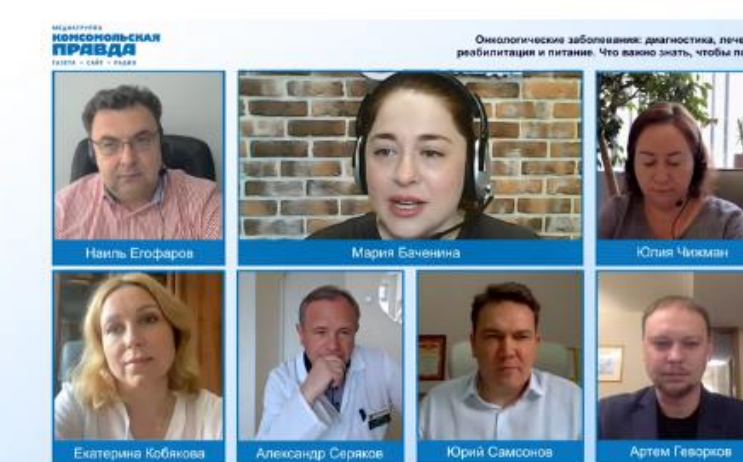 МЕДИАГРУППА
КОМСОМОЛЬСКАЯ
ПРАВДА
ГАЗЕТА • САЙТ • РАДИО
Онкологические заболевания: диагностика, лече
реабилитация и питание. Что важно знать, чтобы по
Наиль Егофаров
Мария Баченина
Юлия Чижман
Екатерина Кобякова
Александр Серяков
Юрий Самсонов
Артем Геворков